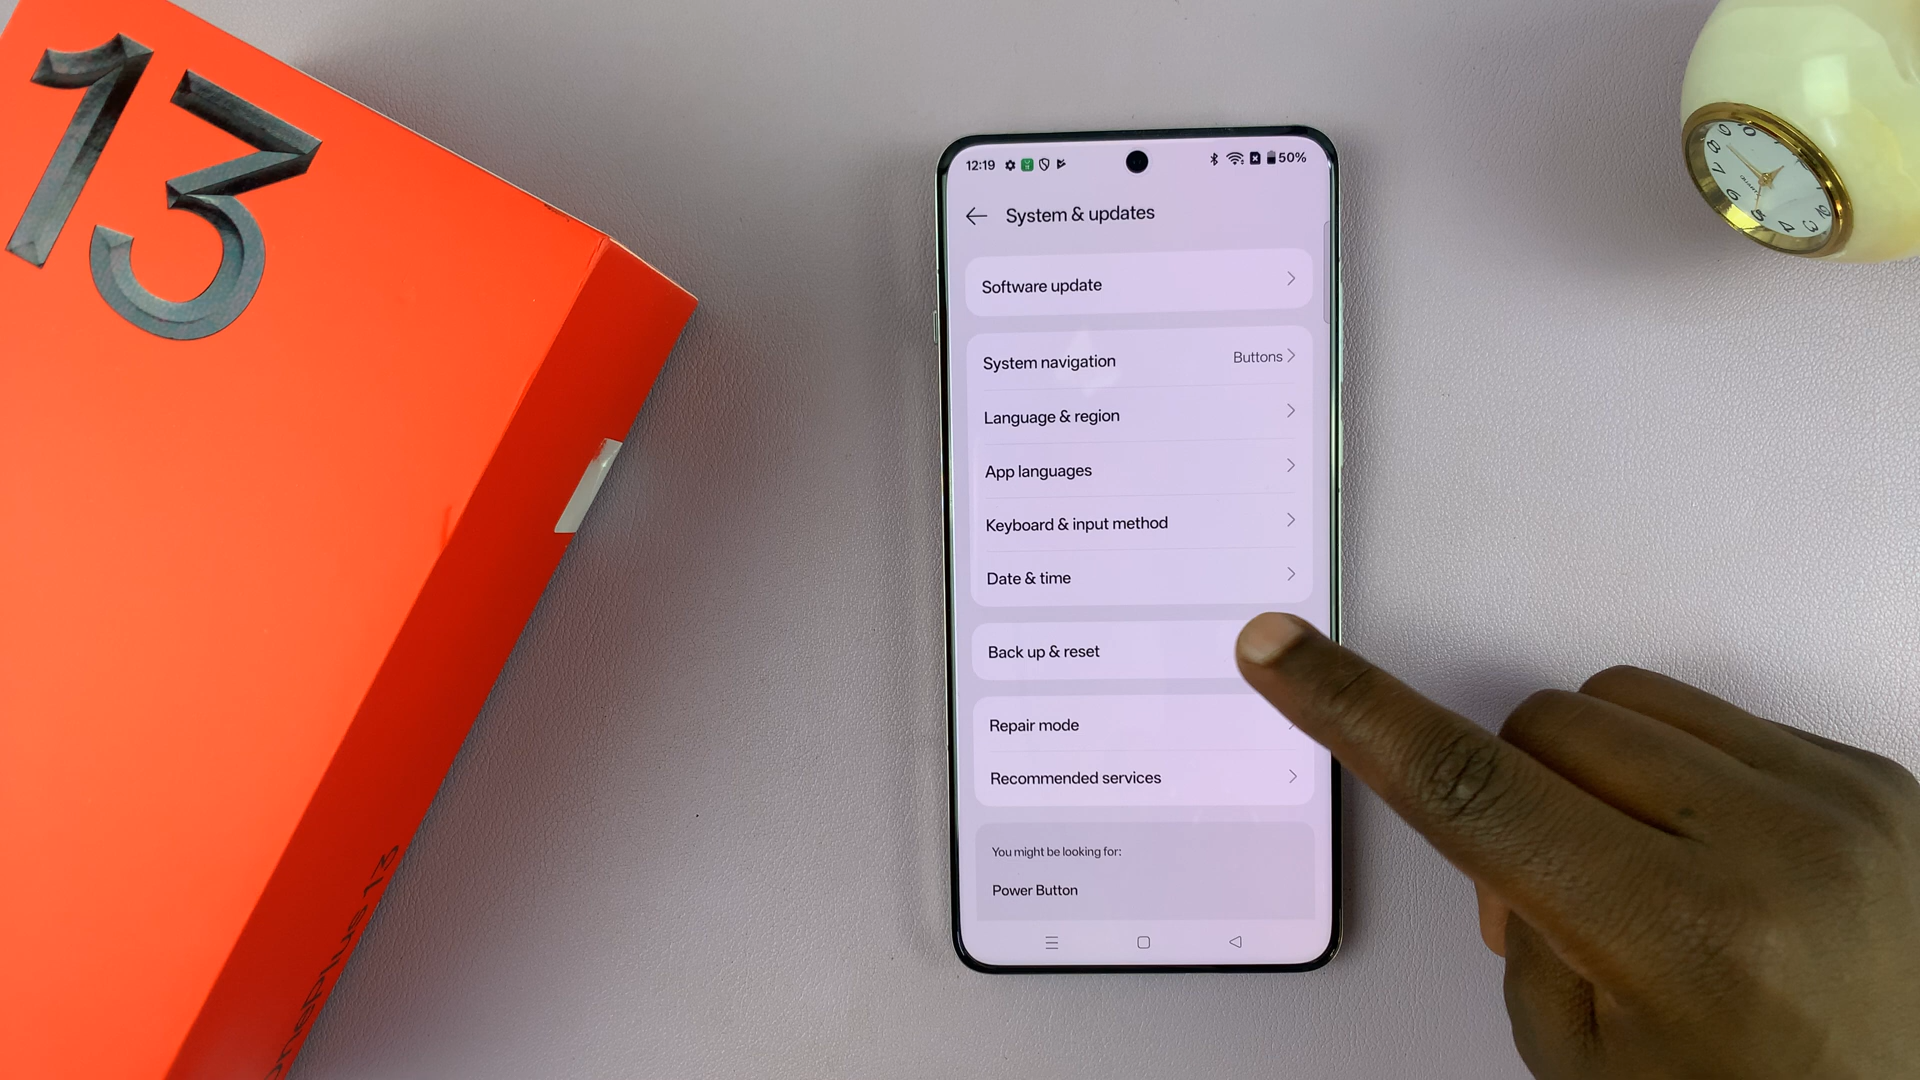 13
oneplus 13
12:19
50%
System & updates
Software update
System navigation
Buttons
Language & region
App languages
Keyboard & input method
Date & time
Back up & reset
Repair mode
Recommended services
You might be looking for:
Power Button